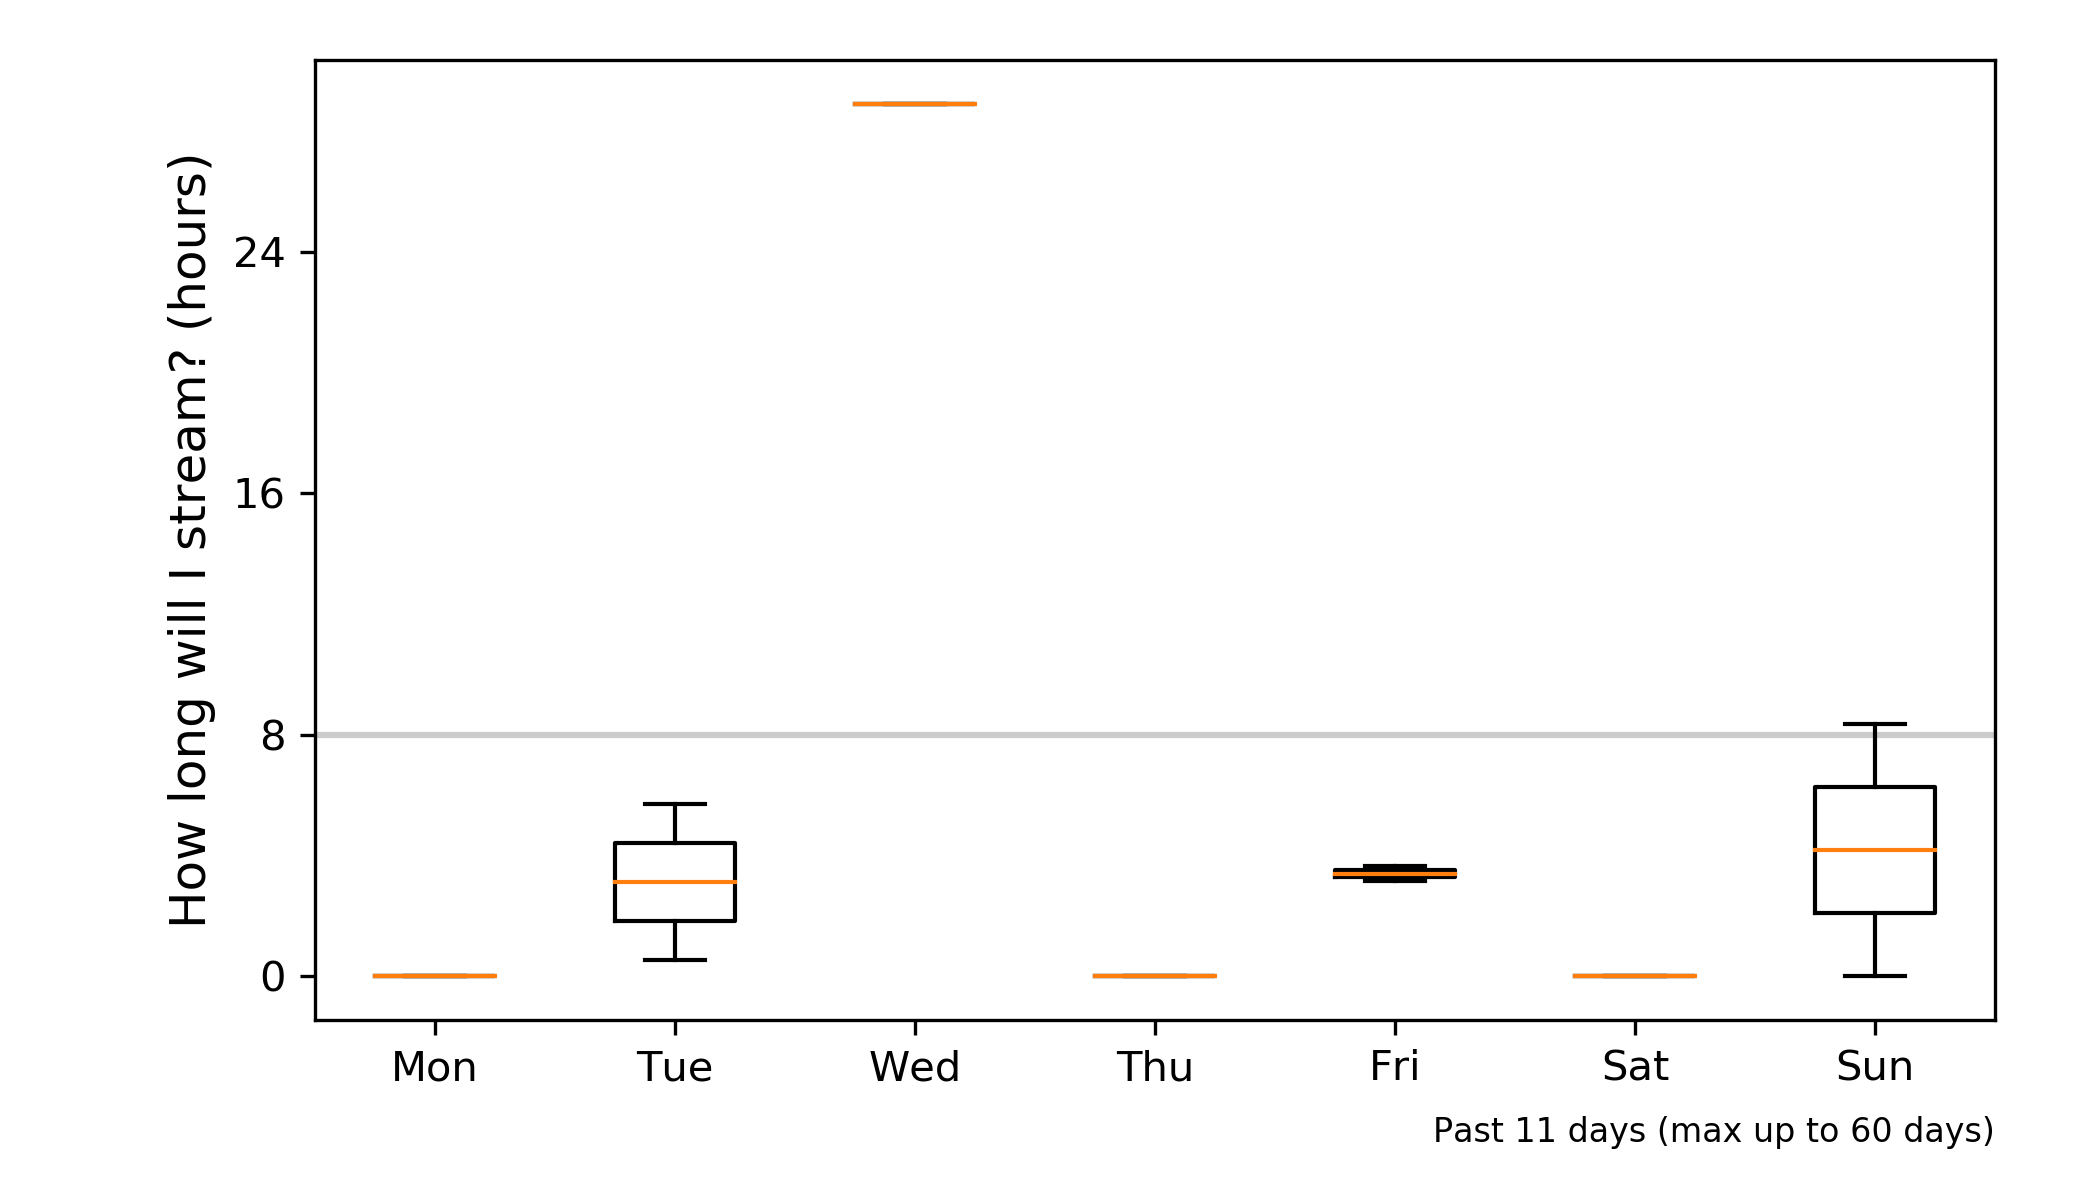 How long will I stream? (hours)
24
16
8
0
Mon Tue Wed Thu Fri Sat Sun
Past 11 days (max up to 60 days)